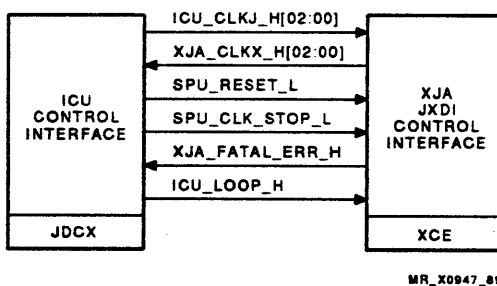 ICU_CLKJ_H[02:00]
XJA_CLKX_H[02:00]
SPU_RESET_L
SPU_CLK_STOP_L
XJA_FATAL_ERR_H
ICU_LOOP_H
ICU
CONTROL
INTERFACE
JDCX
XJA
JXDI
CONTROL
INTERFACE
XCE
MR_X0947_89